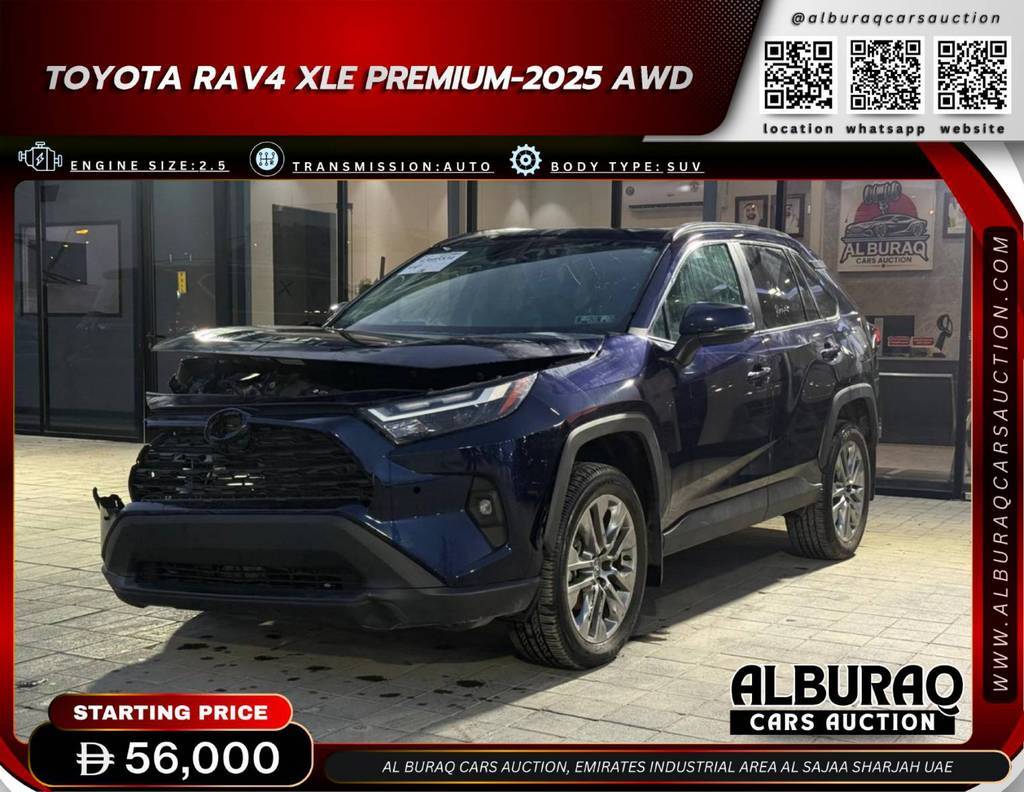 @alburaqcarsauction
TOYOTA RAV4 XLE PREMIUM-2025 AWD
location whatsapp website
ENGINE SIZE:2.5
TRANSMISSION:AUTO
BODY TYPE: SUV
ALBURAQ
CARS AUCTION
WWW.ALBURAQCARSAUCTION.COM
ALBURAQ
CARS AUCTION
STARTING PRICE
56,000
AL BURAQ CARS AUCTION, EMIRATES INDUSTRIAL AREA AL SAJAA SHARJAH UAE